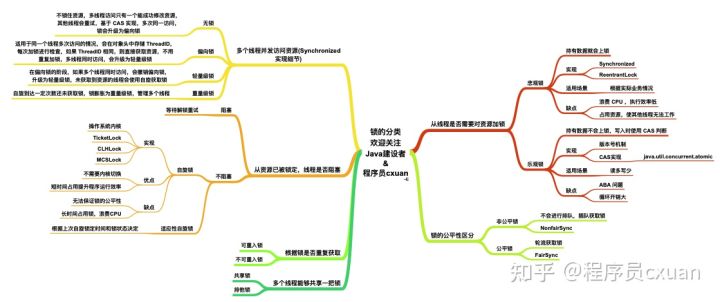 不锁住资源，多线程访问只有一个能成功修改资源，
其他线程会重试，基于 CAS 实现，多次同一访问，
锁会升级为偏向锁
无锁
适用于同一个线程多次访问的情况，会在对象头中存储 ThreadID，
每次加锁进行检查，如果 ThreadID 相同，则直接获取资源，不用
重复加锁，多线程同时访问，会升级为轻量级锁
偏向锁
在偏向锁的阶段，如果多个线程同时访问，会撤销偏向锁，
升级为轻量级锁，未获取到资源的线程会使用自旋获取锁
轻量级锁
自旋到达一定次数还未获取锁，锁膨胀为重量级锁，管理多个线程
重量级锁
多个线程并发访问资源(Synchronized
实现细节)
等待解锁重试
阻塞
操作系统内核
TicketLock
CLHLock
MCSLock
实现
不需要内核切换
短时间占用提升程序运行效率
优点
无法保证锁的公平性
长时间占用锁，浪费CPU
缺点
自旋锁
根据上次自旋锁定时间和锁状态决定
适应性自旋锁
不阻塞
从资源已被锁定，线程是否阻塞
可重入锁
不可重入锁
根据锁是否重复获取
共享锁
排他锁
多个线程能够共享一把锁
锁的分类
欢迎关注
Java建设者
&
程序员cxuan
从线程是否需要对资源加锁
悲观锁
持有数据就会上锁
实现
Synchronized
ReentrantLock
适用场景
根据实际业务情况
缺点
浪费 CPU，执行效率低
占用资源，使其他线程无法工作
乐观锁
持有数据不会上锁，写入时使用 CAS 判断
实现
版本号机制
CAS实现
java.util.concurrent.atomic
适用场景
读多写少
缺点
ABA 问题
循环开销大
锁的公平性区分
非公平锁
不会进行排队，插队获取锁
NonfairSync
公平锁
轮流获取锁
FairSync
知乎 @程序员cxuan